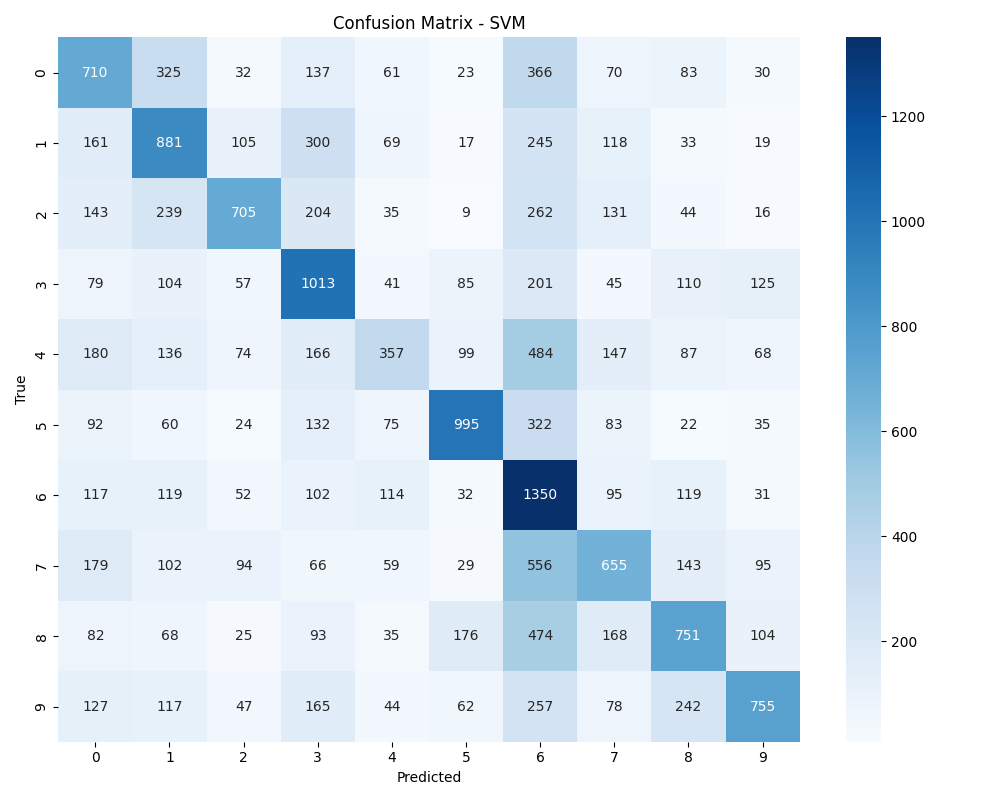 Confusion Matrix - SVM
0 710 325 32 137 61 23 366 70 83 30
1 161 881 105 300 69 17 245 118 33 19
2 143 239 705 204 35 9 262 131 44 16
3 79 104 57 1013 41 85 201 45 110 125
4 180 136 74 166 357 99 484 147 87 68
5 92 60 24 132 75 995 322 83 22 35
6 117 119 52 102 114 32 1350 95 119 31
7 179 102 94 66 59 29 556 655 143 95
8 82 68 25 93 35 176 474 168 751 104
9 127 117 47 165 44 62 257 78 242 755
0 1 2 3 4 5 6 7 8 9
Predicted
True
1200
1000
800
600
400
200